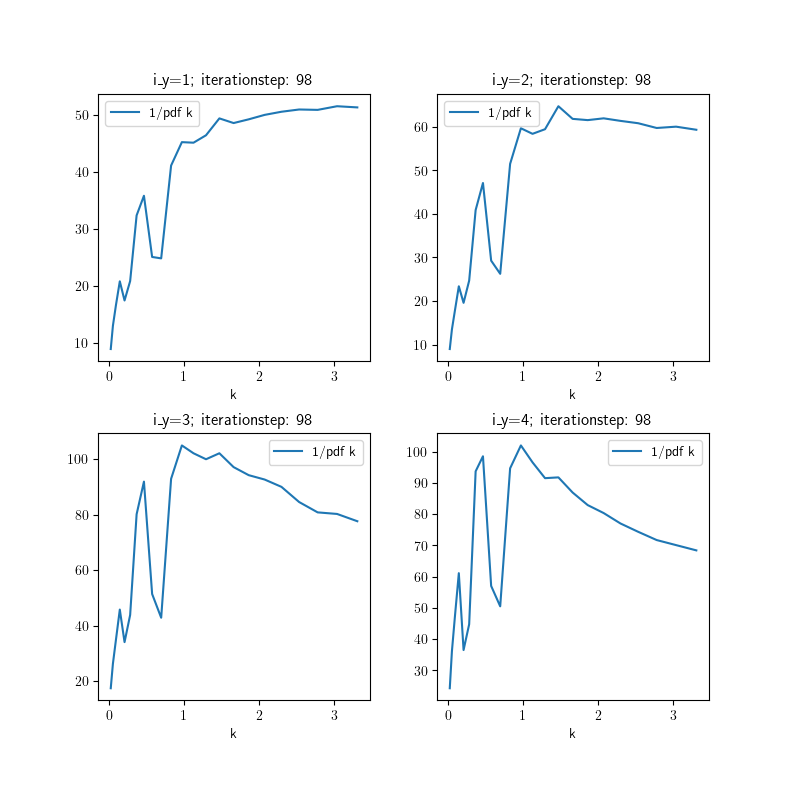 i_y=1; iterationstep: 98
1/pdf k
50
40
30
20
10
0 1 2 3
k
i_y=2; iterationstep: 98
1/pdf k
60
50
40
30
20
10
0 1 2 3
k
i_y=3; iterationstep: 98
1/pdf k
100
80
60
40
20
0 1 2 3
k
i_y=4; iterationstep: 98
1/pdf k
100
90
80
70
60
50
40
30
0 1 2 3
k